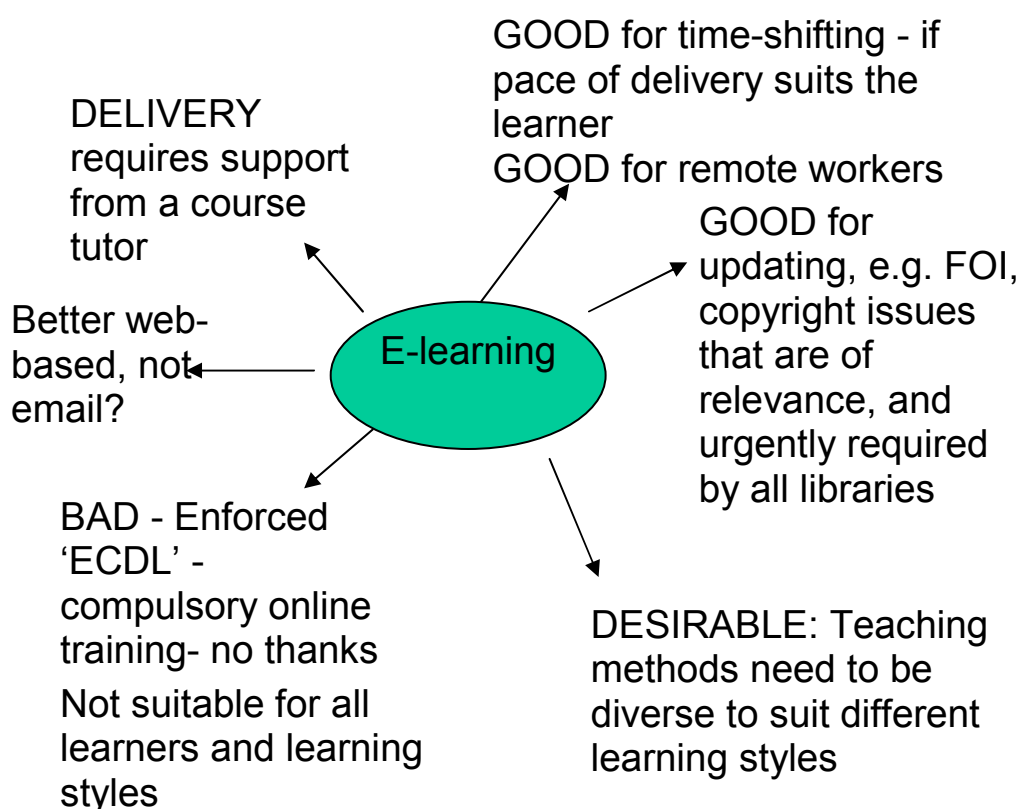 GOOD for time-shifting - if
pace of delivery suits the
learner
GOOD for remote workers
DELIVERY
requires support
from a course
tutor
GOOD for
updating, e.g. FOI,
copyright issues
that are of
relevance, and
urgently required
by all libraries
Better web-
based, not
email?
E-learning
BAD - Enforced
‘ECDL’ -
compulsory online
training- no thanks
Not suitable for all
learners and learning
styles
DESIRABLE: Teaching
methods need to be
diverse to suit different
learning styles